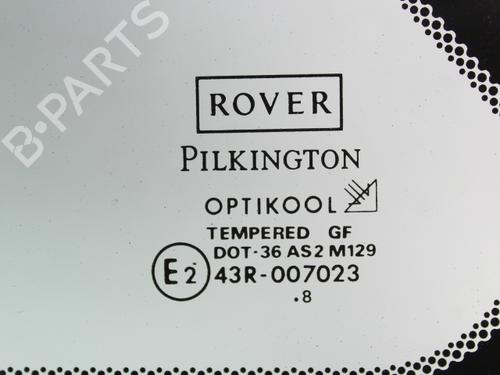 B-PARTS
ROVER
PILKINGTON
OPTIKOOL
TEMPERED GF
DOT-36 AS2 M129
E2 43R-007023
.8